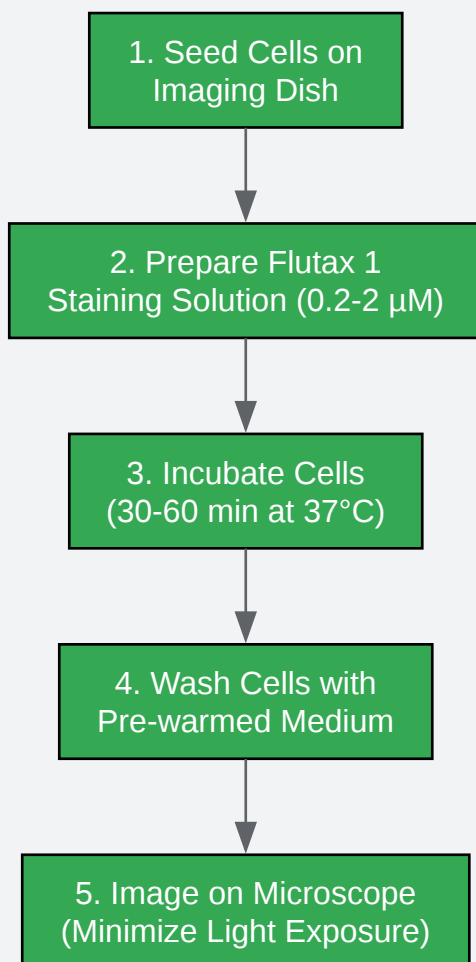 1. Seed Cells on
Imaging Dish
2. Prepare Flutax 1
Staining Solution (0.2-2 µM)
3. Incubate Cells
(30-60 min at 37°C)
4. Wash Cells with
Pre-warmed Medium
5. Image on Microscope
(Minimize Light Exposure)